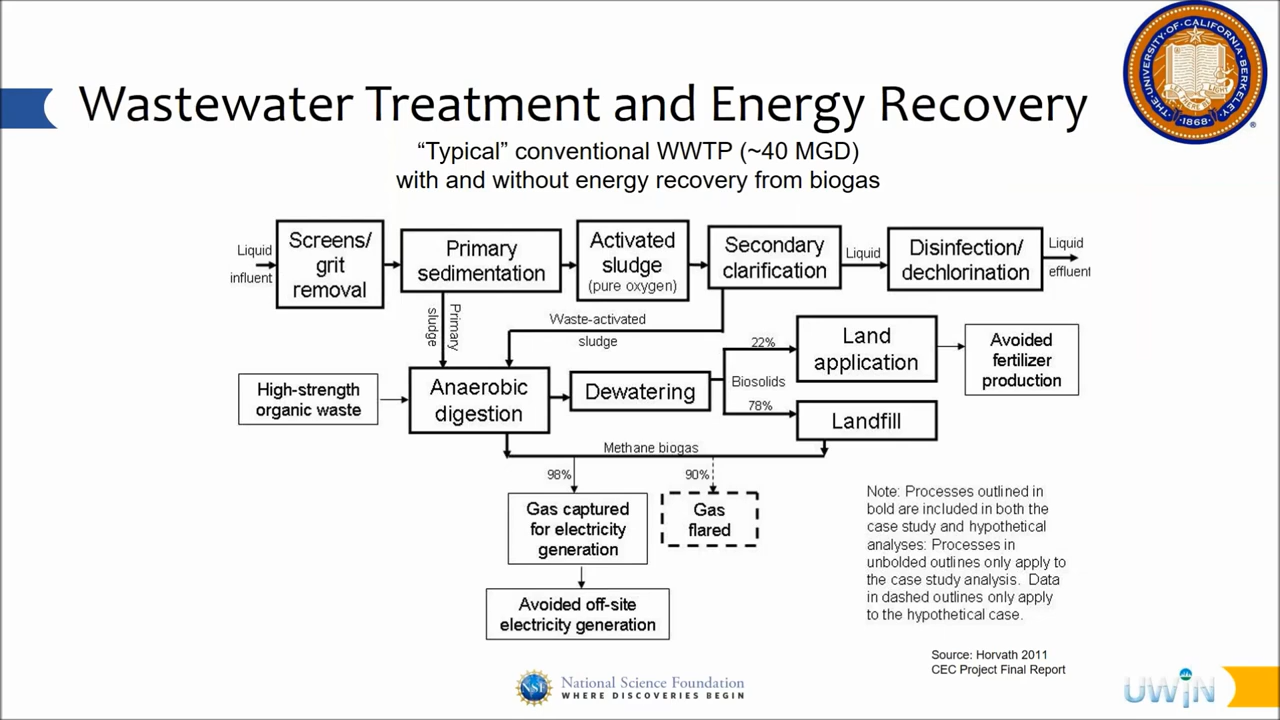 THE UNIVERSITY OF CALIFORNIA BERKELEY
LIGHT
1868
Wastewater Treatment and Energy Recovery
“Typical” conventional WWTP (~40 MGD)
with and without energy recovery from biogas
Liquid
influent
Screens/
grit
removal
Primary
sedimentation
Activated
sludge
(pure oxygen)
Secondary
clarification
Liquid
Disinfection/
dechlorination
Liquid
effluent
Primary
sludge
Waste-activated
sludge
High-strength
organic waste
Anaerobic
digestion
Dewatering
Biosolids
22%
78%
Land
application
Avoided
fertilizer
production
Landfill
Methane biogas
98%
90%
Gas captured
for electricity
generation
Gas
flared
Avoided off-site
electricity generation
Note: Processes outlined in
bold are included in both the
case study and hypothetical
analyses: Processes in
unbolded outlines only apply to
the case study analysis. Data
in dashed outlines only apply
to the hypothetical case.
Source: Horvath 2011
CEC Project Final Report
NSF
National Science Foundation
WHERE DISCOVERIES BEGIN
UWiN